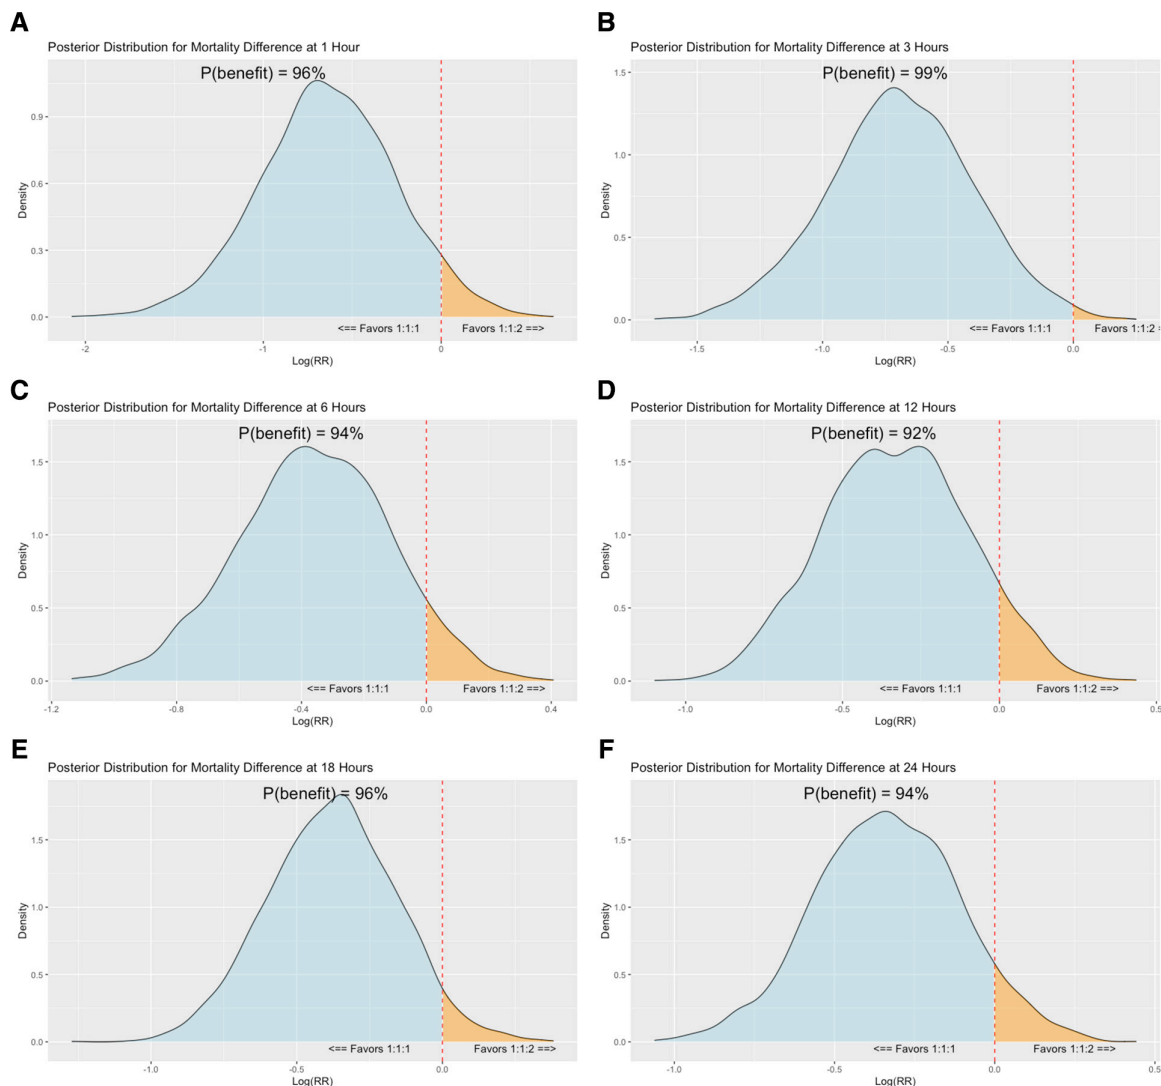 A
Posterior Distribution for Mortality Difference at 1 Hour
P(benefit) = 96%
Density
0.9
0.6
0.3
0.0
<== Favors 1:1:1
Favors 1:1:2 ==>
-2
-1
0
Log(RR)
B
Posterior Distribution for Mortality Difference at 3 Hours
P(benefit) = 99%
Density
1.5
1.0
0.5
0.0
<== Favors 1:1:1
Favors 1:1:2 =
-1.5
-1.0
-0.5
0.0
Log(RR)
C
Posterior Distribution for Mortality Difference at 6 Hours
P(benefit) = 94%
Density
1.5
1.0
0.5
0.0
<== Favors 1:1:1
Favors 1:1:2 ==>
-1.2
-0.8
-0.4
0.0
0.4
Log(RR)
D
Posterior Distribution for Mortality Difference at 12 Hours
P(benefit) = 92%
Density
1.5
1.0
0.5
0.0
<== Favors 1:1:1
Favors 1:1:2 ==>
-1.0
-0.5
0.0
0.5
Log(RR)
E
Posterior Distribution for Mortality Difference at 18 Hours
P(benefit) = 96%
Density
1.5
1.0
0.5
0.0
<== Favors 1:1:1
Favors 1:1:2 ==>
-1.0
-0.5
0.0
Log(RR)
F
Posterior Distribution for Mortality Difference at 24 Hours
P(benefit) = 94%
Density
1.5
1.0
0.5
0.0
<== Favors 1:1:1
Favors 1:1:2 ==>
-1.0
-0.5
0.0
0.5
Log(RR)